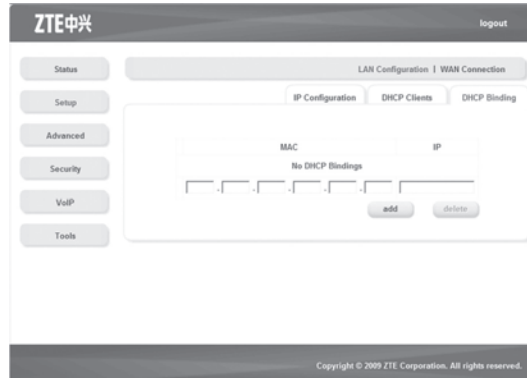 ZTE中兴
logout
Status
LAN Configuration | WAN Connection
Setup
IP Configuration DHCP Clients DHCP Binding
Advanced
MAC IP
Security
No DHCP Bindings
- - - - -
VoIP
add delete
Tools
Copyright © 2009 ZTE Corporation. All rights reserved.